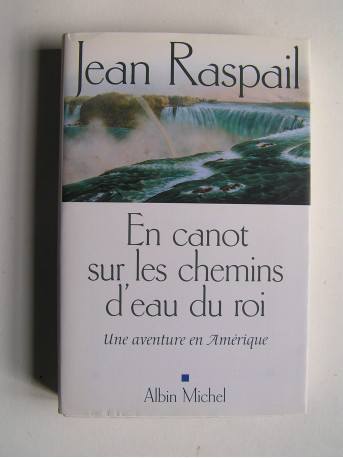 Jean Raspail
En canot
sur les chemins
d'eau du roi
Une aventure en Amérique
Albin Michel